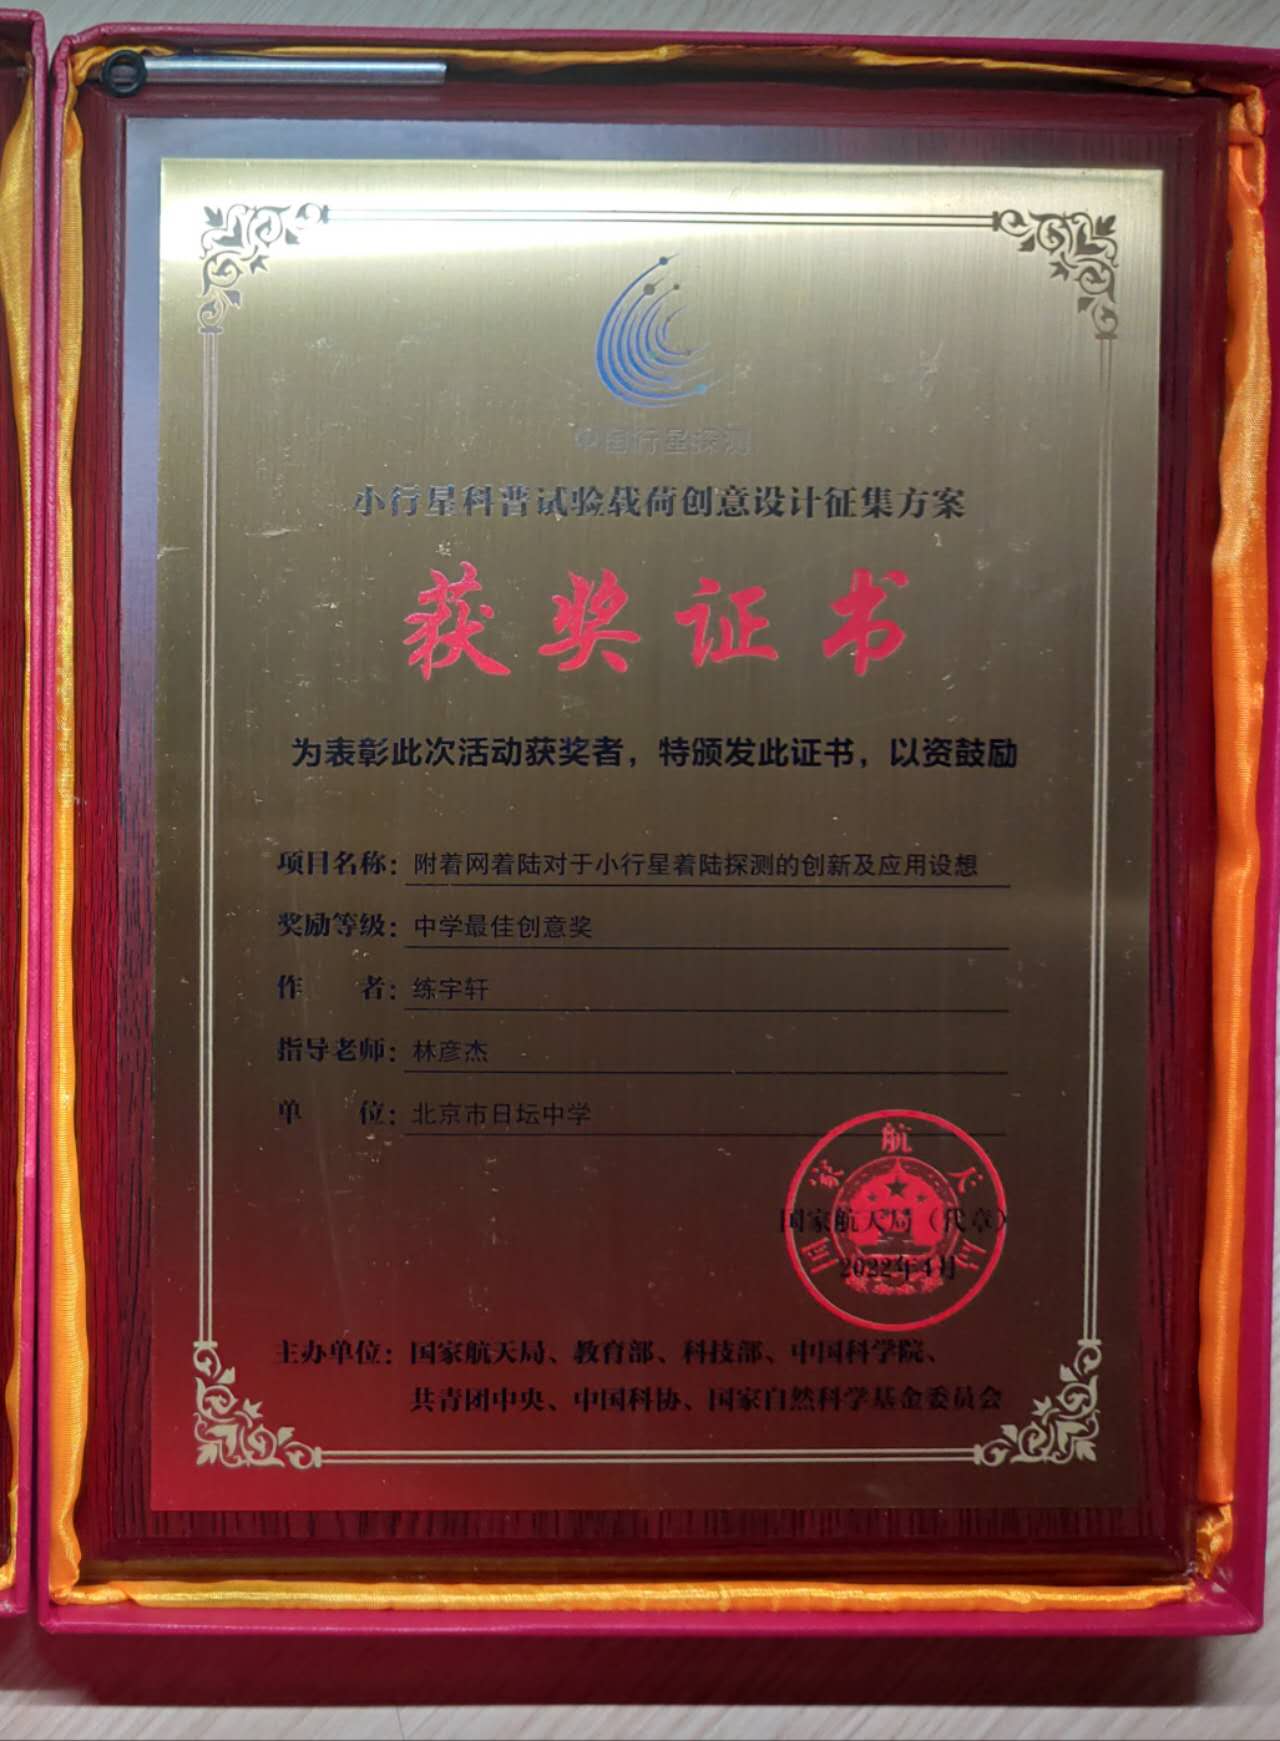 中国行星探测
小行星科普试验载荷创意设计征集方案
获奖证书
为表彰此次活动获奖者，特颁发此证书，以资鼓励
项目名称：附着网着陆对于小行星着陆探测的创新及应用设想
奖励等级：中学最佳创意奖
作 者：练宇轩
指导老师：林彦杰
单 位：北京市日坛中学
国家航天局
国家航天局（代章）
2022年4月
主办单位：国家航天局、教育部、科技部、中国科学院、
共青团中央、中国科协、国家自然科学基金委员会